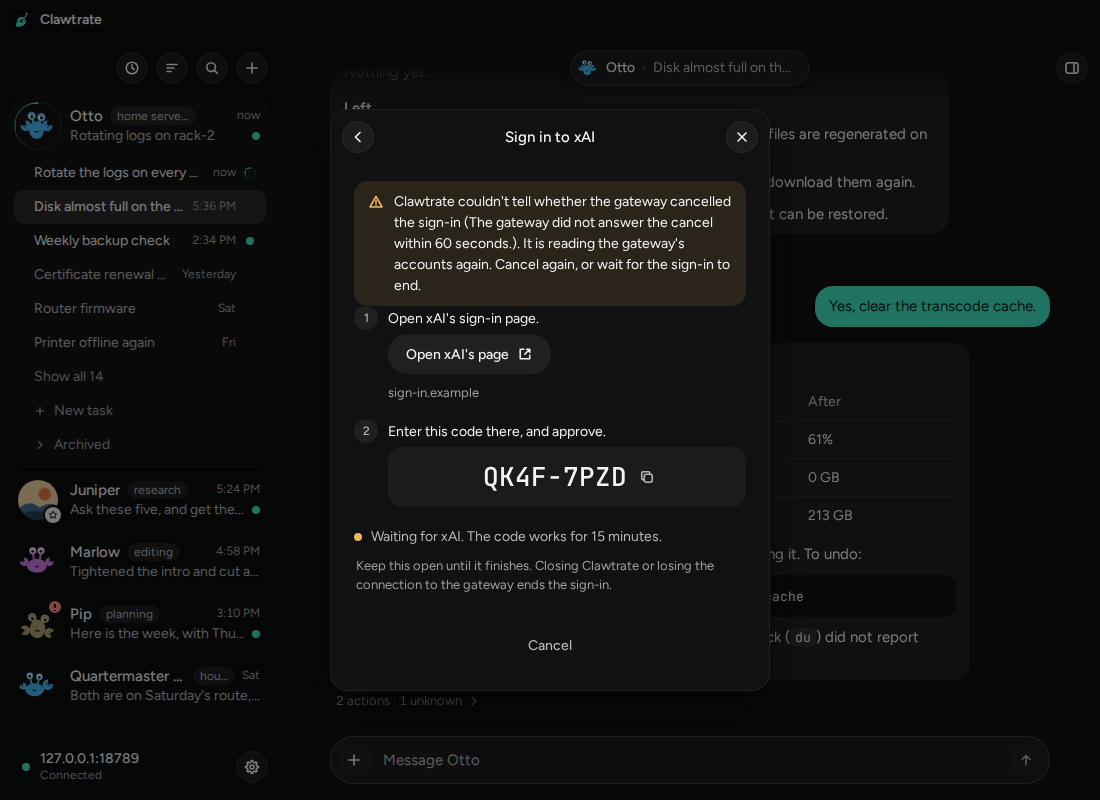 Clawtrate
Otto
home serve...
now
Rotating logs on rack-2
Rotate the logs on every ...
now
Disk almost full on the ...
5:36 PM
Weekly backup check
2:34 PM
Certificate renewal ...
Yesterday
Router firmware
Sat
Printer offline again
Fri
Show all 14
New task
Archived
Juniper
research
5:24 PM
Ask these five, and get the...
Marlow
editing
4:58 PM
Tightened the intro and cut a...
Pip
planning
3:10 PM
Here is the week, with Thu...
Quartermaster ...
hou...
Sat
Both are on Saturday's route,...
127.0.0.1:18789
Connected
Otto · Disk almost full on th...
Nothing yet.
Left
files are regenerated on
download them again.
t can be restored.
Yes, clear the transcode cache.
After
61%
0 GB
213 GB
ng it. To undo:
cache
ck ( du ) did not report
2 actions · 1 unknown
Message Otto
Sign in to xAI
Clawtrate couldn't tell whether the gateway cancelled
the sign-in (The gateway did not answer the cancel
within 60 seconds.). It is reading the gateway's
accounts again. Cancel again, or wait for the sign-in to
end.
1
Open xAI's sign-in page.
Open xAI's page
sign-in.example
2
Enter this code there, and approve.
QK4F-7PZD
Waiting for xAI. The code works for 15 minutes.
Keep this open until it finishes. Closing Clawtrate or losing the
connection to the gateway ends the sign-in.
Cancel